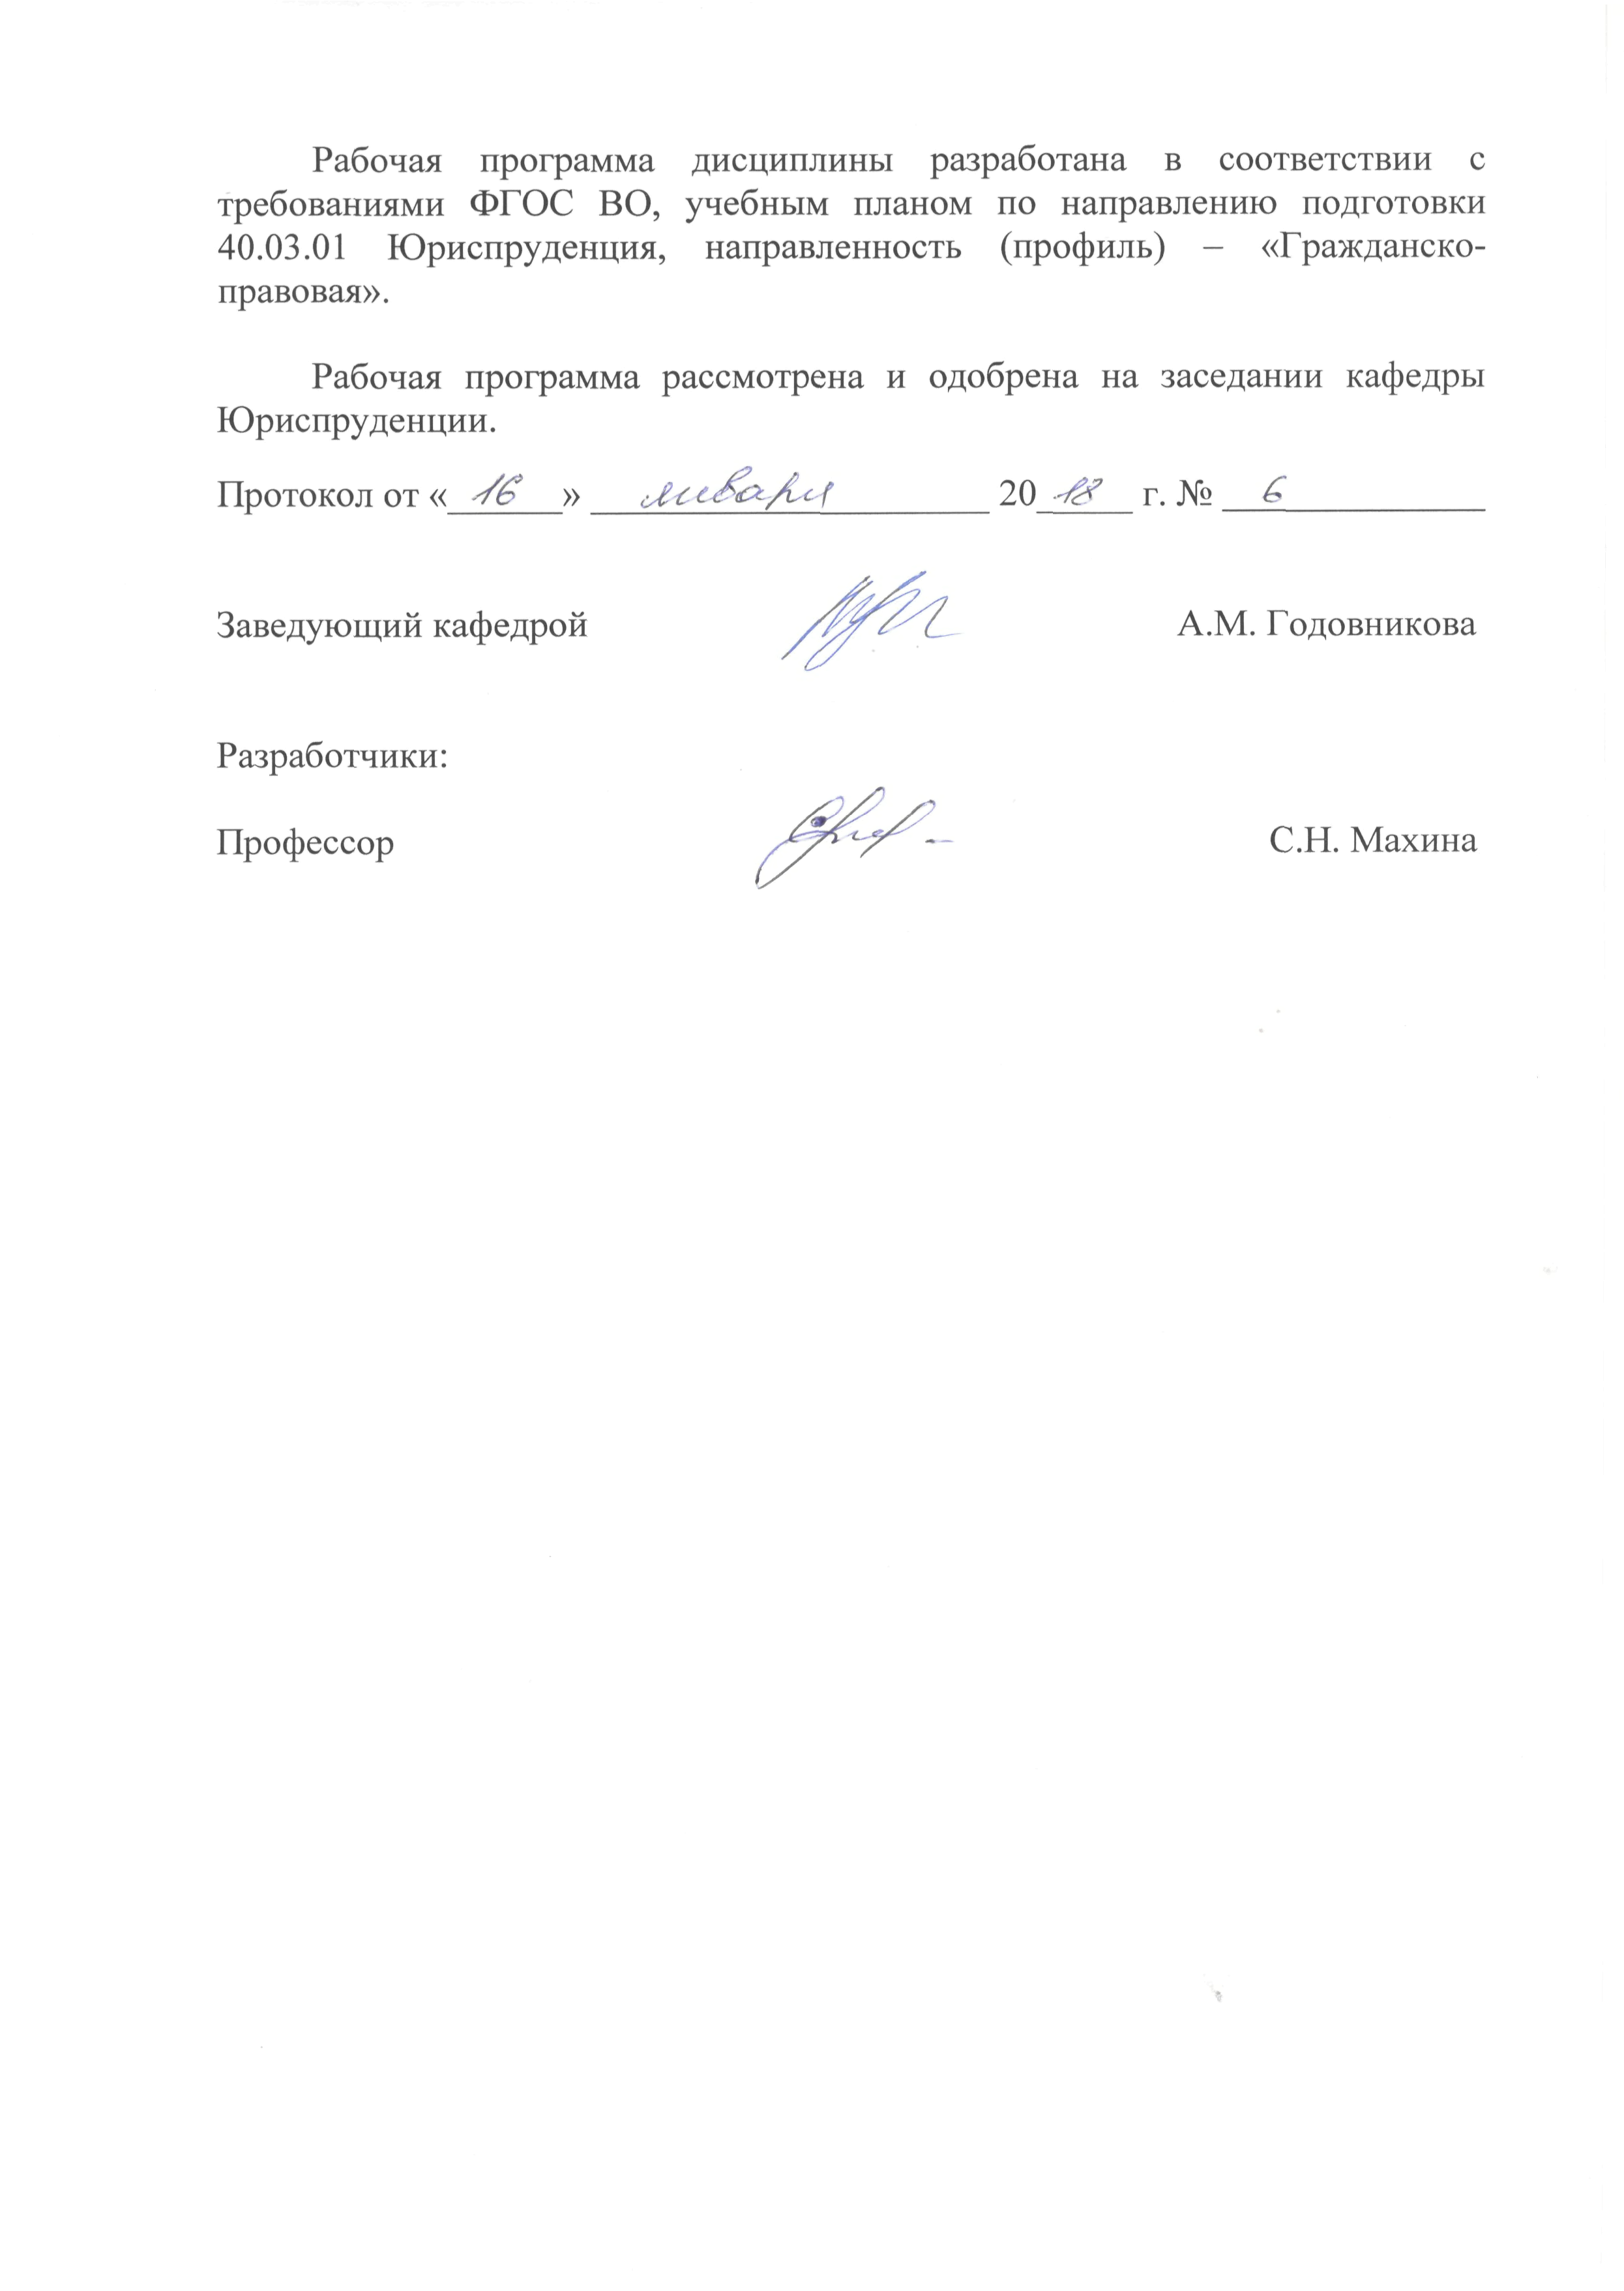 Рабочая программа дисциплины разработана в соответствии с
требованиями ФГОС ВО, учебным планом по направлению подготовки
40.03.01 Юриспруденция, направленность (профиль) – «Гражданско-
правовая».
Рабочая программа рассмотрена и одобрена на заседании кафедры
Юриспруденции.
Протокол от « 16 » января 20 18 г. № 6
Заведующий кафедрой А.М. Годовникова
Разработчики:
Профессор С.Н. Махина